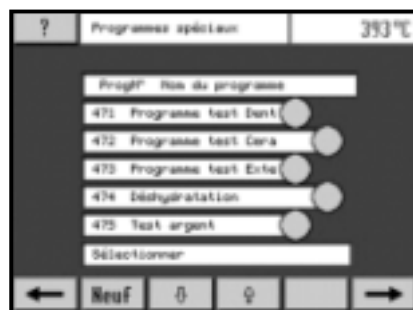 ?
Programmes spéciaux
393°C
ProgN° Nom du programme
471 Programme test Dent
472 Programme test Cera
473 Programme test Exte
474 Déshydratation
475 Test argent
Sélectionner
Neuf